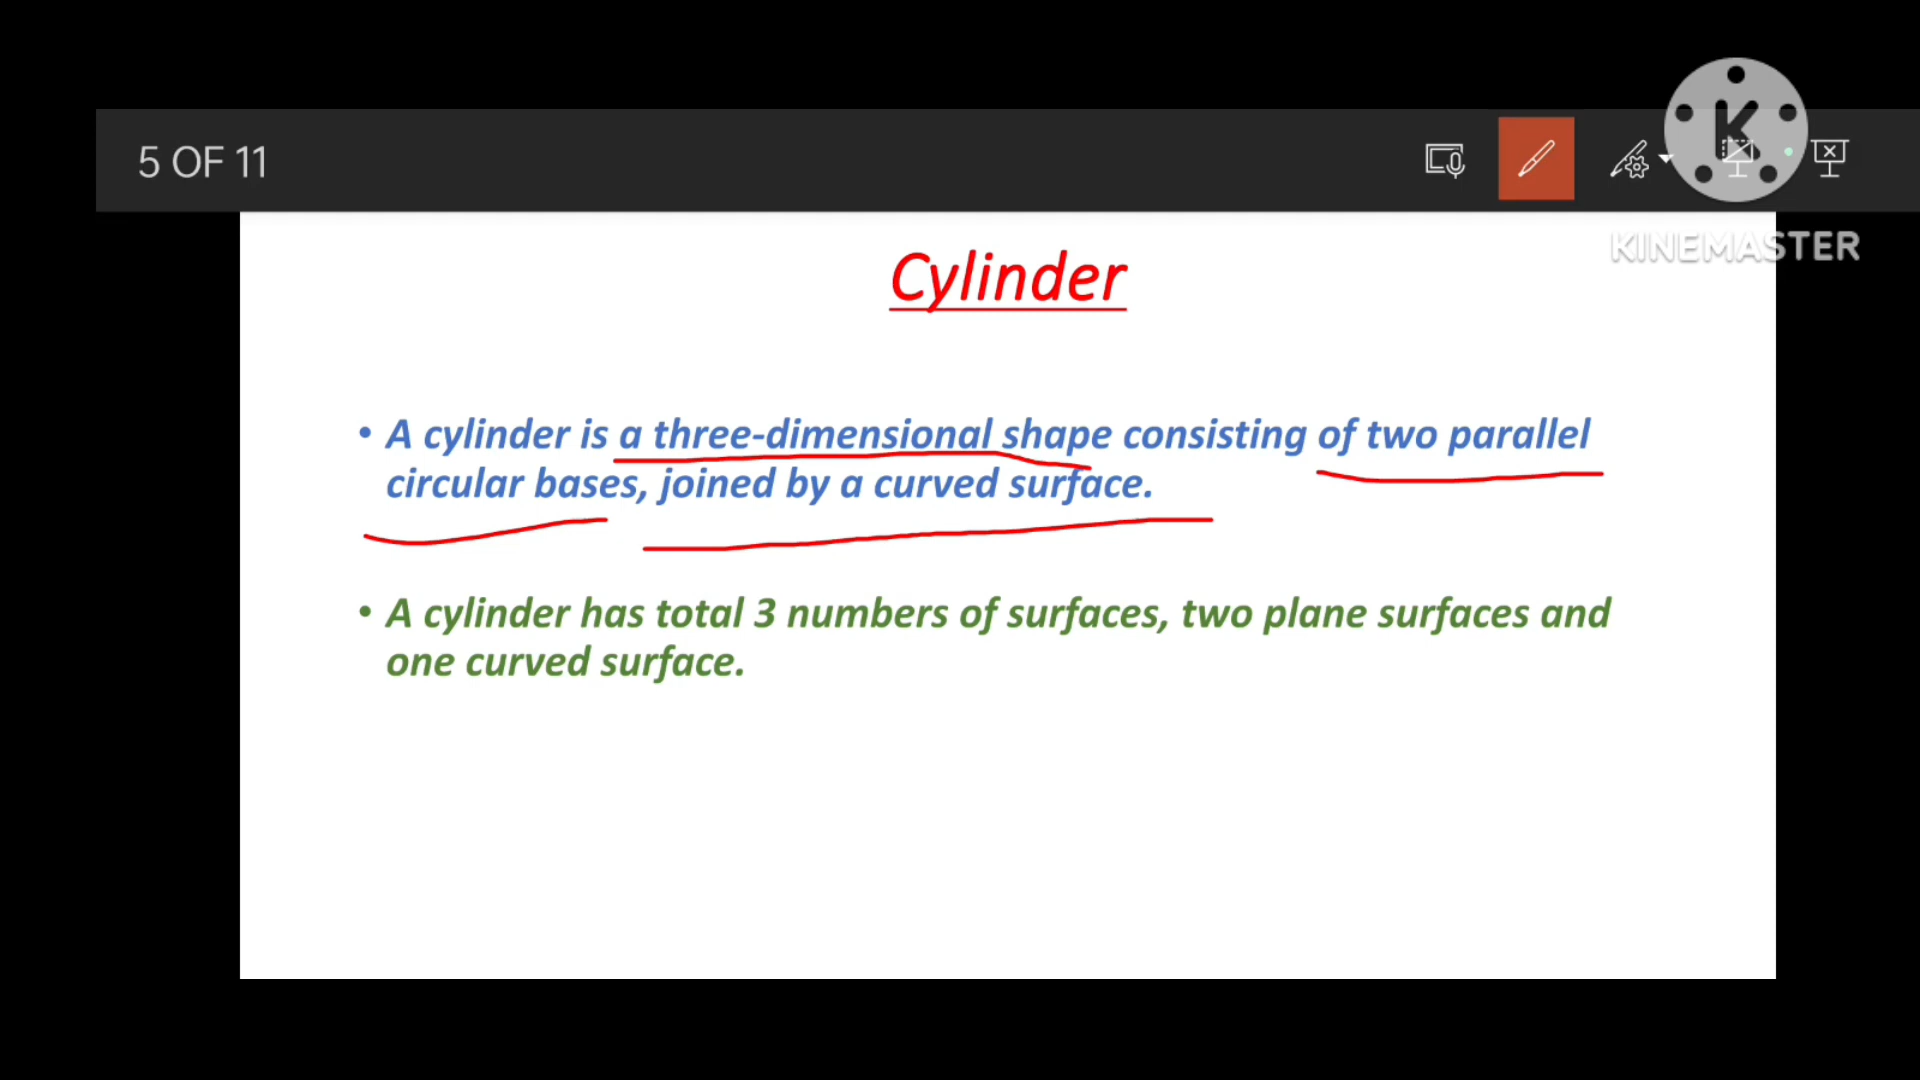 5 OF 11
K
KINEMASTER
Cylinder
• A cylinder is a three-dimensional shape consisting of two parallel
circular bases, joined by a curved surface.
• A cylinder has total 3 numbers of surfaces, two plane surfaces and
one curved surface.